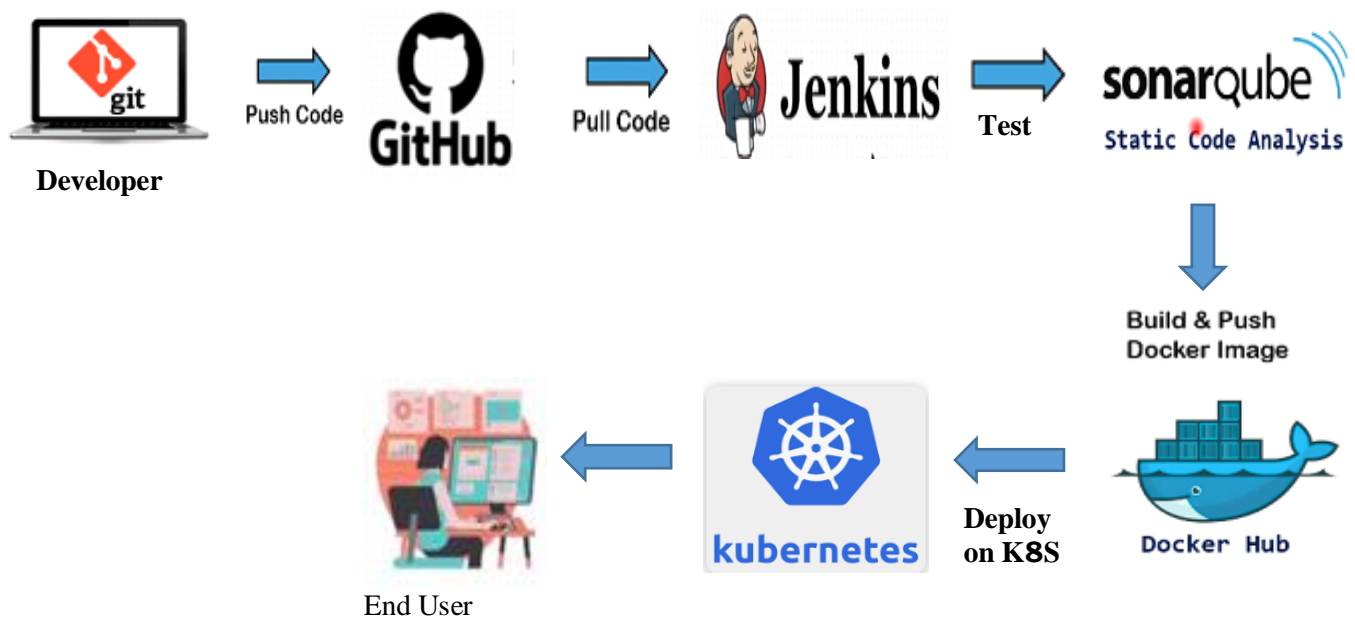 git
Developer
Push Code
GitHub
Pull Code
Jenkins
Test
sonarqube
Static Code Analysis
Build & Push
Docker Image
Docker Hub
Deploy
on K8S
kubernetes
End User